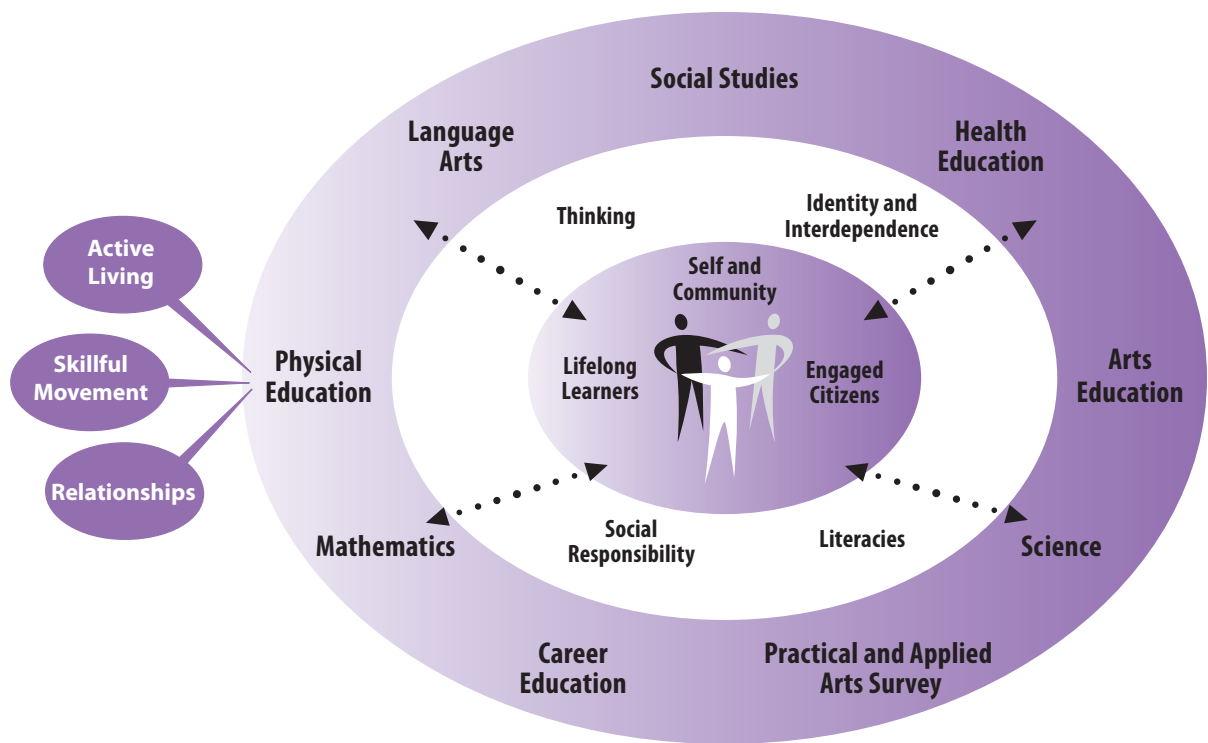 Social Studies
Language
Arts
Health
Education
Thinking
Identity and
Interdependence
Active
Living
Self and
Community
Skillful
Movement
Physical
Education
Lifelong
Learners
Engaged
Citizens
Arts
Education
Relationships
Mathematics
Social
Responsibility
Literacies
Science
Career
Education
Practical and Applied
Arts Survey